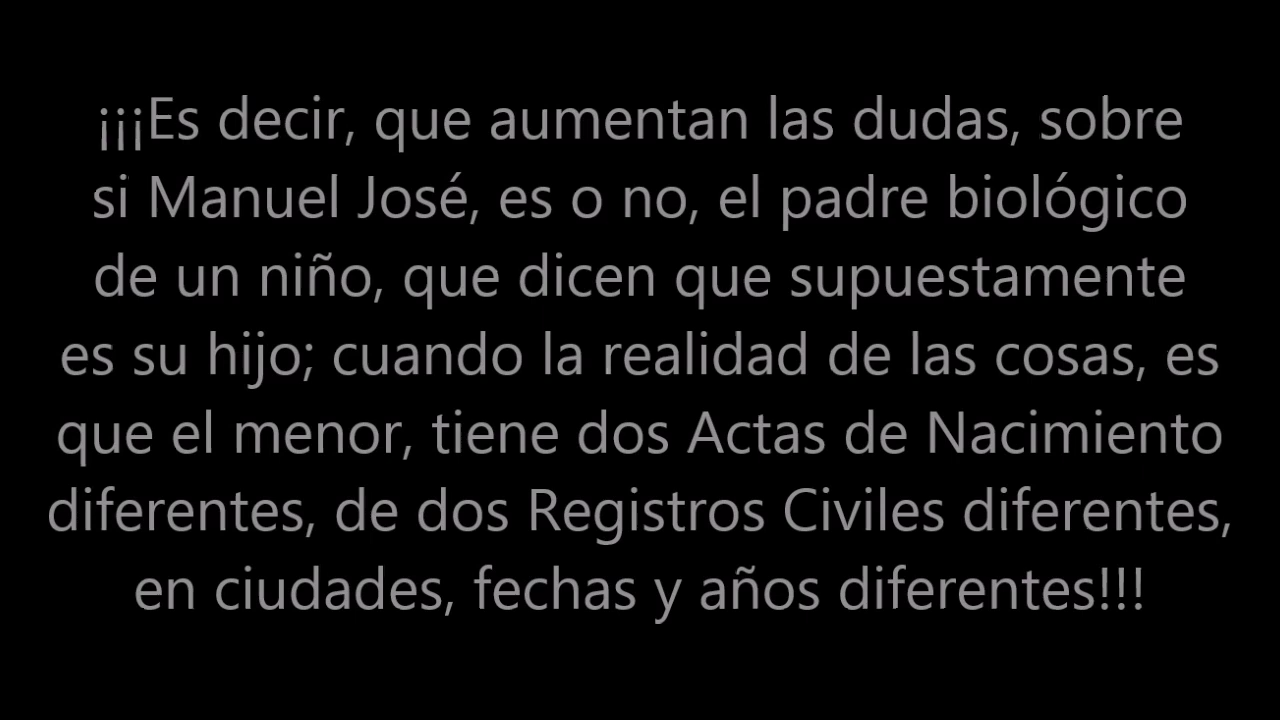 ¡¡¡Es decir, que aumentan las dudas, sobre
si Manuel José, es o no, el padre biológico
de un niño, que dicen que supuestamente
es su hijo; cuando la realidad de las cosas, es
que el menor, tiene dos Actas de Nacimiento
diferentes, de dos Registros Civiles diferentes,
en ciudades, fechas y años diferentes!!!